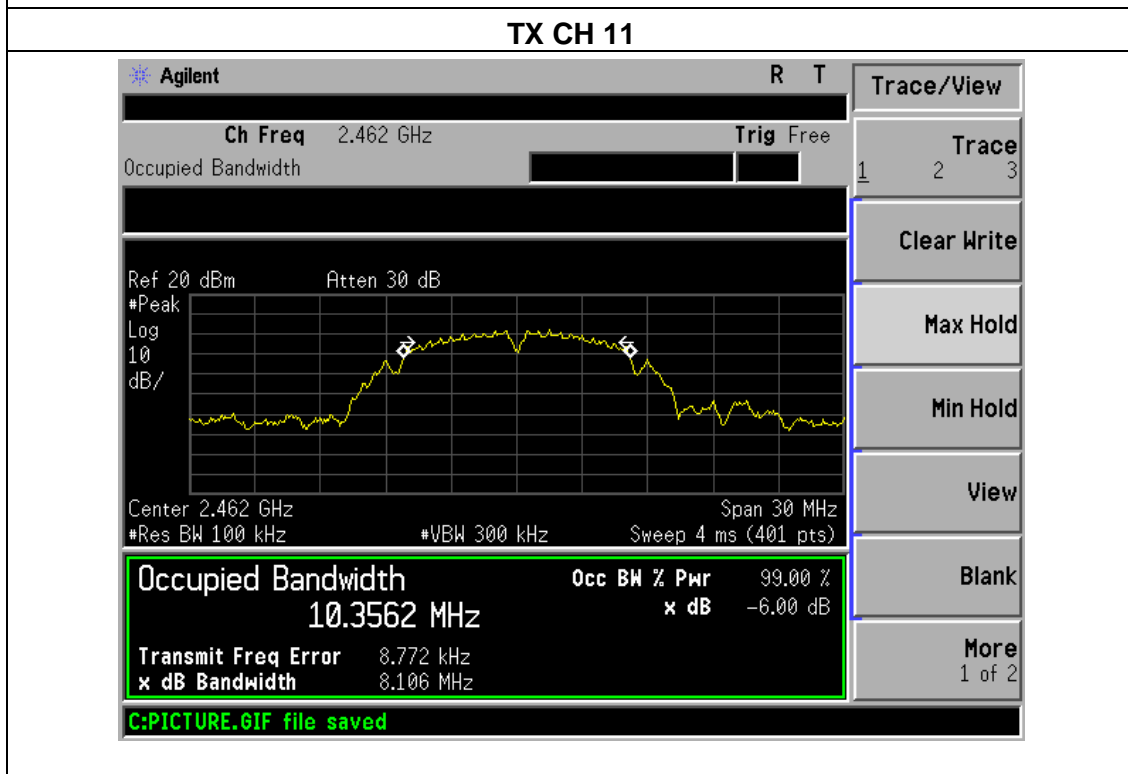 TX CH 11
Agilent R T
Ch Freq 2.462 GHz Trig Free
Occupied Bandwidth
Ref 20 dBm Atten 30 dB
#Peak
Log
10
dB/
Center 2.462 GHz Span 30 MHz
#Res BW 100 kHz #VBW 300 kHz Sweep 4 ms (401 pts)
Occupied Bandwidth Occ BW % Pwr 99.00 %
10.3562 MHz x dB -6.00 dB
Transmit Freq Error 8.772 kHz
x dB Bandwidth 8.106 MHz
C:PICTURE.GIF file saved
Trace/View
Trace
1 2 3
Clear Write
Max Hold
Min Hold
View
Blank
More
1 of 2